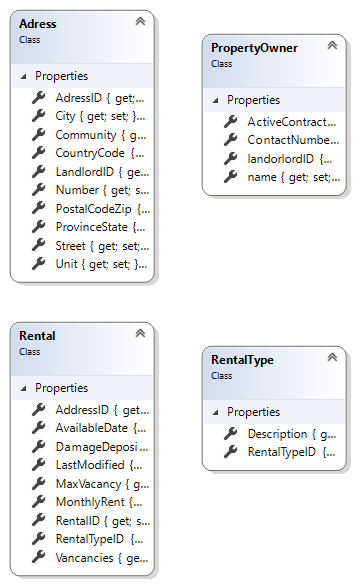 Adress
Class
Properties
AdressID { get;...
City { get; set; }...
Community { g...
CountryCode {...
LandlordID { ge...
Number { get; s...
PostalCodeZip {...
ProvinceState {...
Street { get; set;...
Unit { get; set; }...
PropertyOwner
Class
Properties
ActiveContract...
ContactNumbe...
landorlordID {...
name { get; set;...
Rental
Class
Properties
AddressID { get...
AvailableDate {...
DamageDeposi...
LastModified {...
MaxVacancy { g...
MonthlyRent {...
RentalID { get; s...
RentalTypeID {...
Vancancies { ge...
RentalType
Class
Properties
Description { g...
RentalTypeID {...